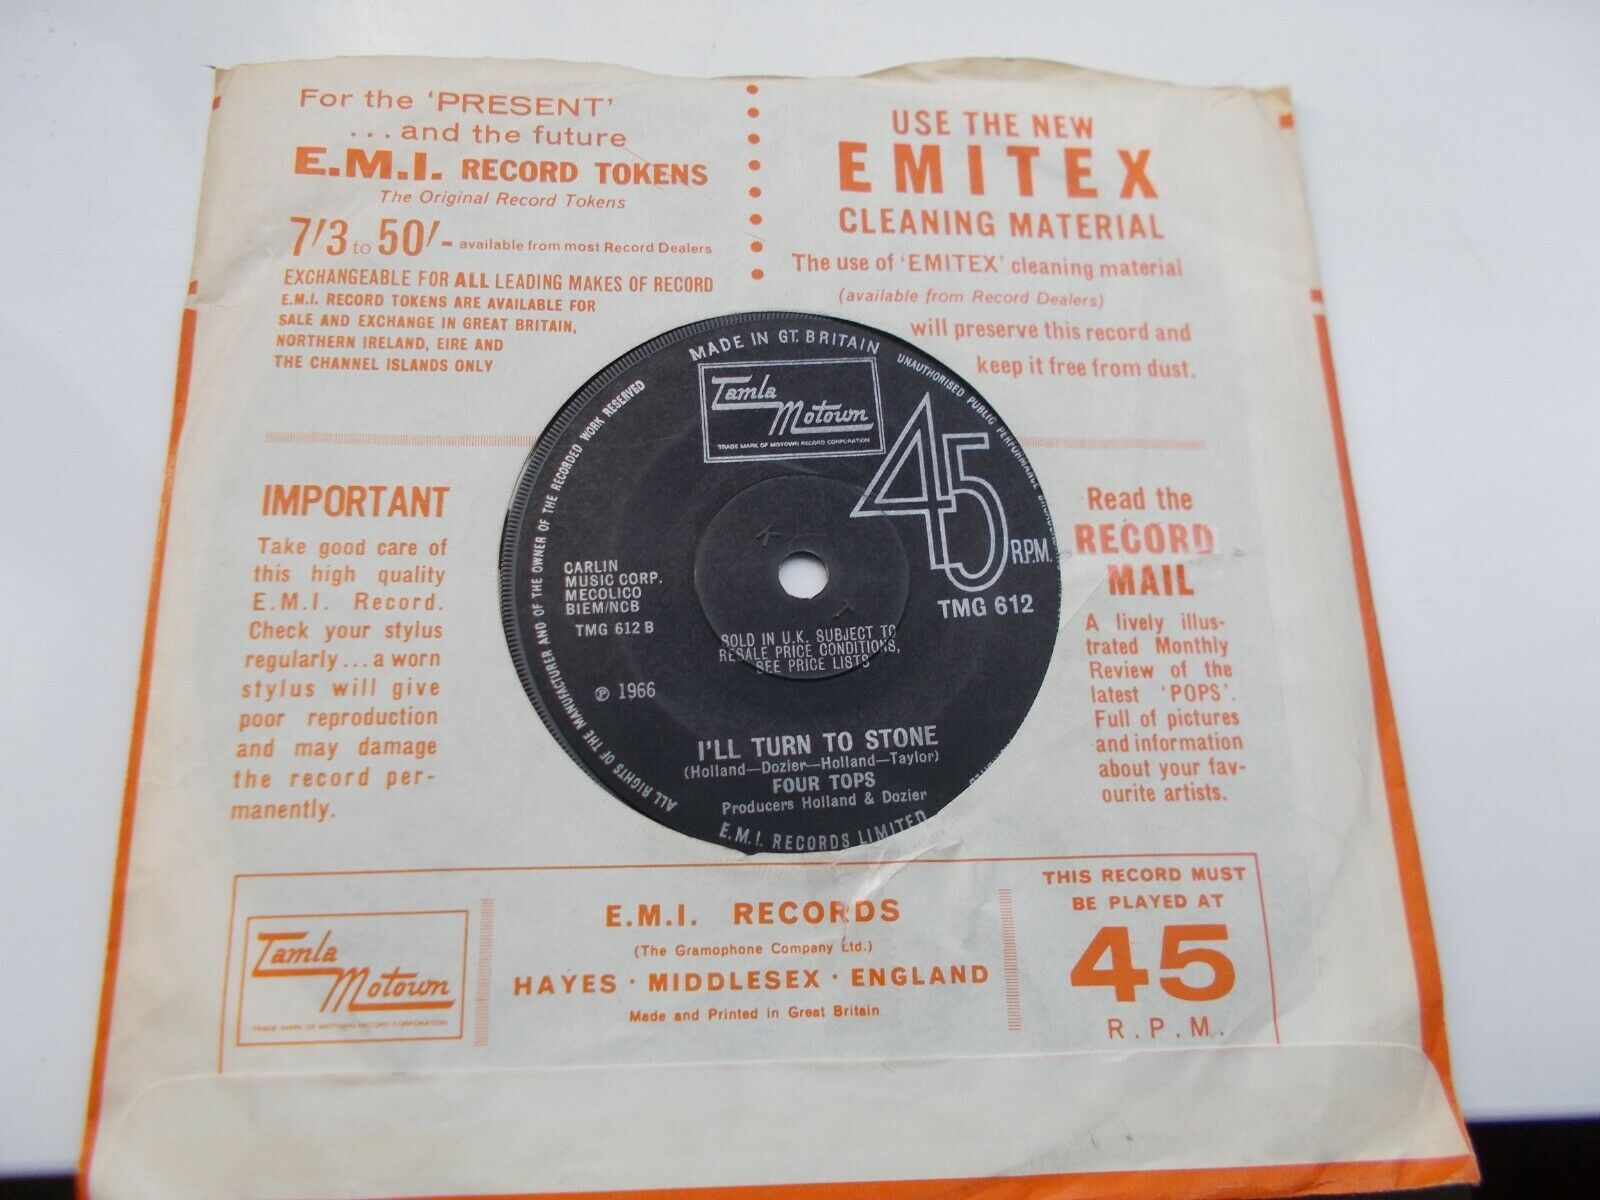 For the 'PRESENT'
...and the future
E.M.I. RECORD TOKENS
The Original Record Tokens
7/3 to 50/- available from most Record Dealers
EXCHANGEABLE FOR ALL LEADING MAKES OF RECORD
E.M.I. RECORD TOKENS ARE AVAILABLE FOR
SALE AND EXCHANGE IN GREAT BRITAIN,
NORTHERN IRELAND, EIRE AND
THE CHANNEL ISLANDS ONLY
USE THE NEW
EMITEX
CLEANING MATERIAL
The use of 'EMITEX' cleaning material
(available from Record Dealers)
will preserve this record and
keep it free from dust.
IMPORTANT
Take good care of
this high quality
E.M.I. Record.
Check your stylus
regularly...a worn
stylus will give
poor reproduction
and may damage
the record per-
manently.
ALL RIGHTS OF THE MANUFACTURER AND OF THE OWNER OF THE RECORDED WORK RESERVED
MADE IN GT. BRITAIN
UNAUTHORISED PUBLIC PERFORMANCE
Tamla
Motown
TRADE MARK OF MOTOWN RECORD CORPORATION
45
R.P.M.
TMG 612
CARLIN
MUSIC CORP.
MECOLICO
BIEM/NCB
TMG 612 B
K
T
SOLD IN U.K. SUBJECT TO
RESALE PRICE CONDITIONS,
SEE PRICE LISTS
℗ 1966
I'LL TURN TO STONE
(Holland—Dozier—Holland—Taylor)
FOUR TOPS
Producers Holland & Dozier
E.M.I. RECORDS LIMITED
Read the
RECORD
MAIL
A lively illus-
trated Monthly
Review of the
latest 'POPS'.
Full of pictures
and information
about your fav-
ourite artists.
Tamla
Motown
TRADE MARK OF MOTOWN RECORD CORPORATION
E.M.I. RECORDS
(The Gramophone Company Ltd.)
HAYES · MIDDLESEX · ENGLAND
Made and Printed in Great Britain
THIS RECORD MUST
BE PLAYED AT
45
R.P.M.